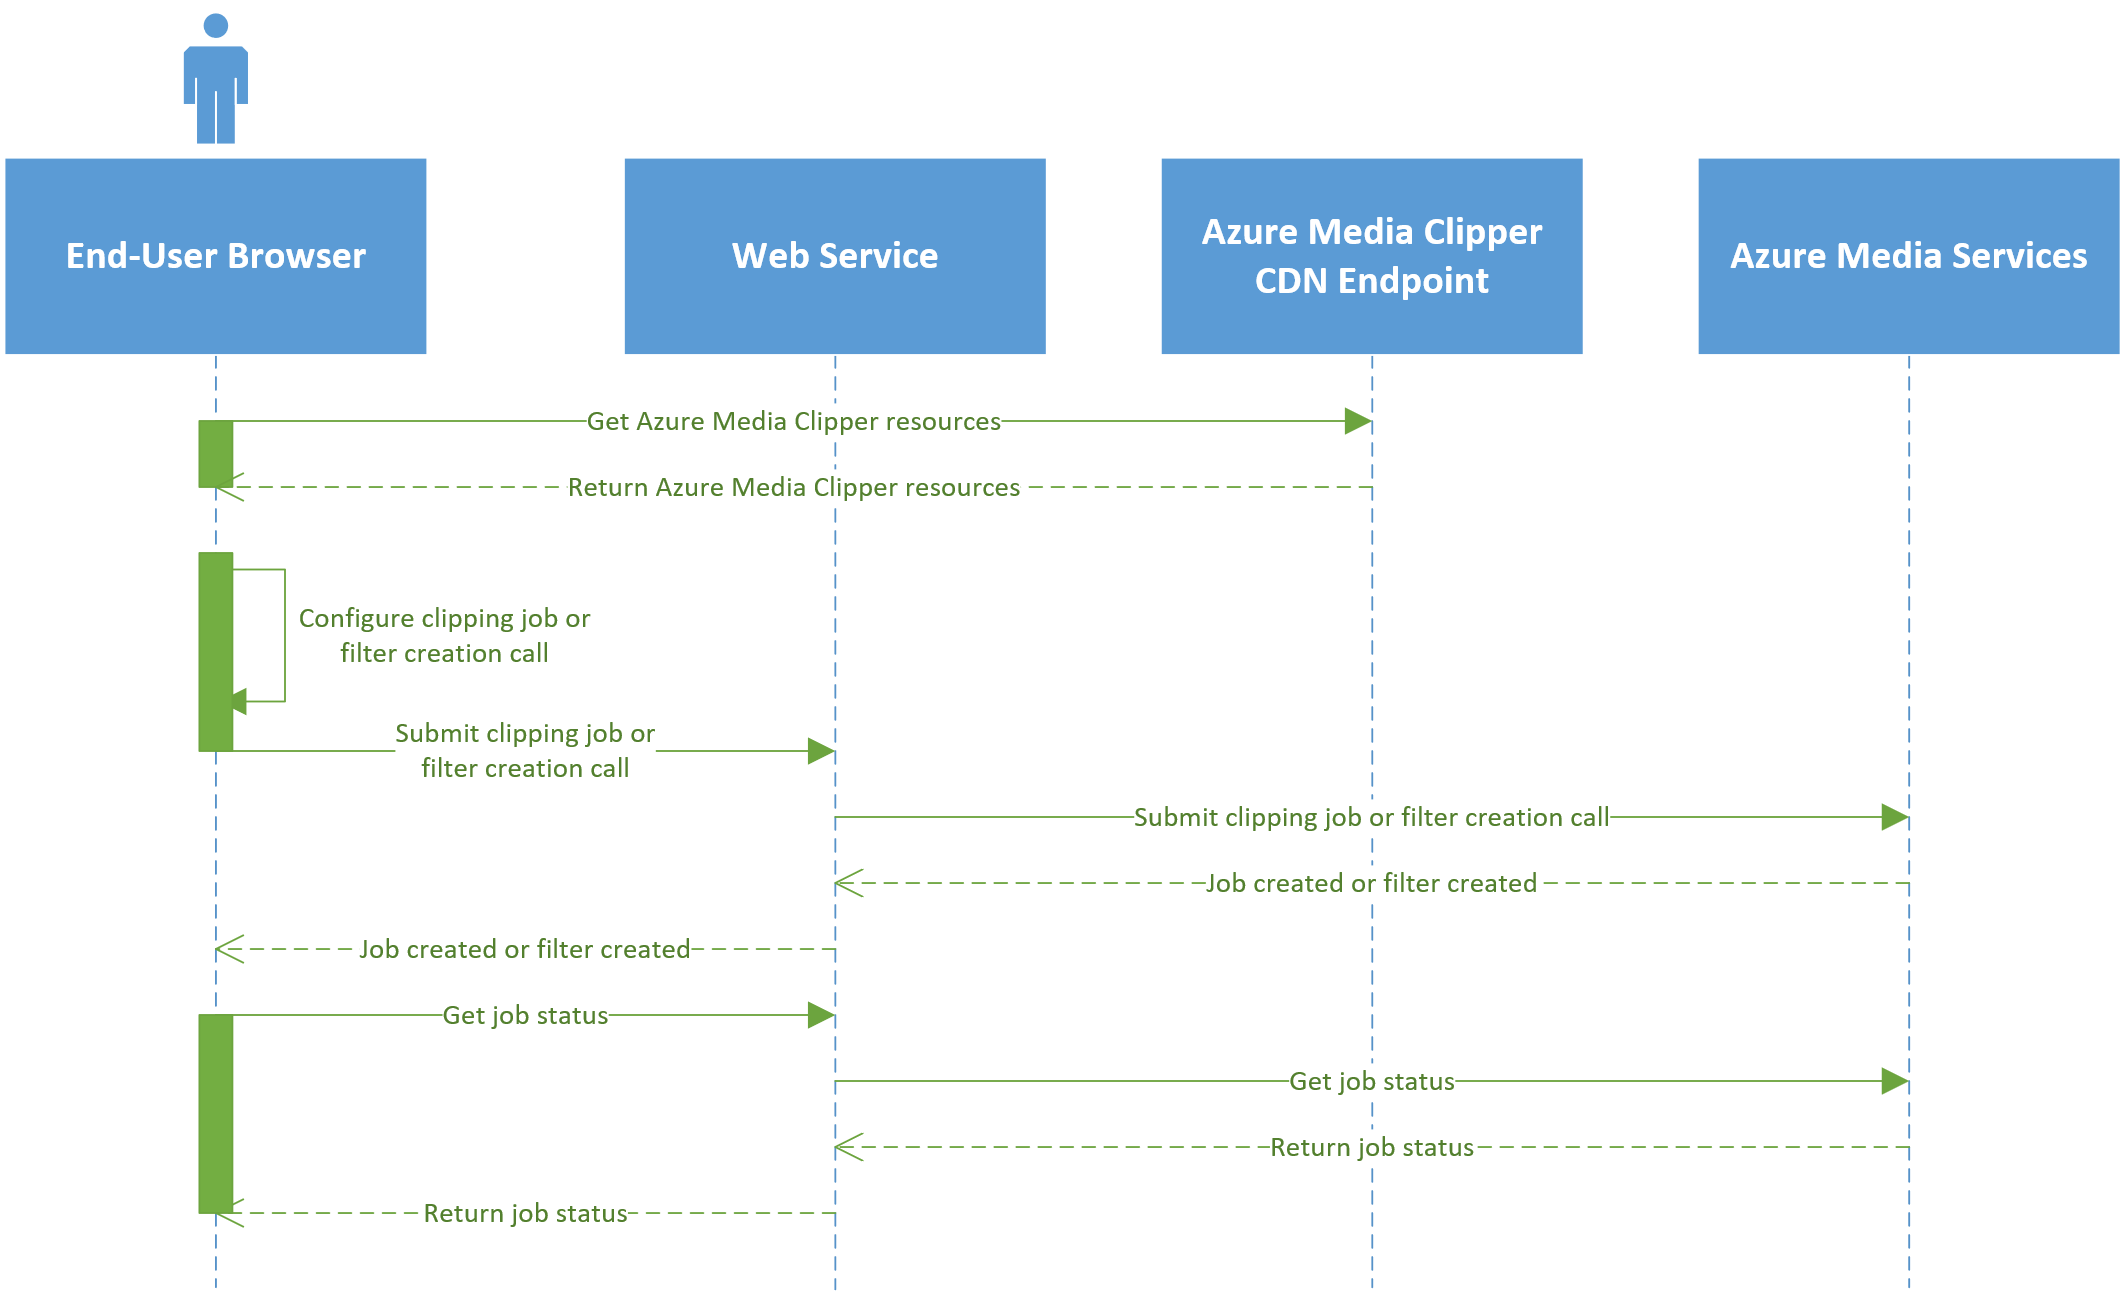 End-User Browser
Web Service
Azure Media Clipper
CDN Endpoint
Azure Media Services
Get Azure Media Clipper resources
Return Azure Media Clipper resources
Configure clipping job or
filter creation call
Submit clipping job or
filter creation call
Submit clipping job or filter creation call
Job created or filter created
Job created or filter created
Get job status
Get job status
Return job status
Return job status